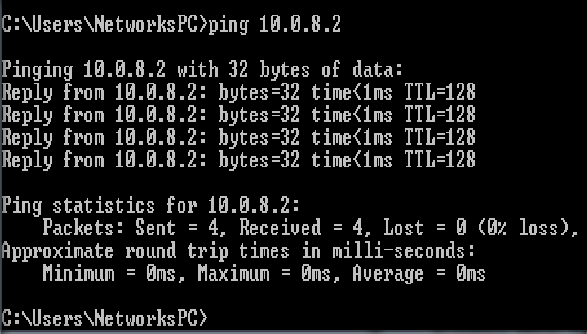 C:\Users\NetworksPC>ping 10.0.8.2
Pinging 10.0.8.2 with 32 bytes of data:
Reply from 10.0.8.2: bytes=32 time<1ms TTL=128
Reply from 10.0.8.2: bytes=32 time<1ms TTL=128
Reply from 10.0.8.2: bytes=32 time<1ms TTL=128
Reply from 10.0.8.2: bytes=32 time<1ms TTL=128
Ping statistics for 10.0.8.2:
    Packets: Sent = 4, Received = 4, Lost = 0 (0% loss),
Approximate round trip times in milli-seconds:
    Minimum = 0ms, Maximum = 0ms, Average = 0ms
C:\Users\NetworksPC>